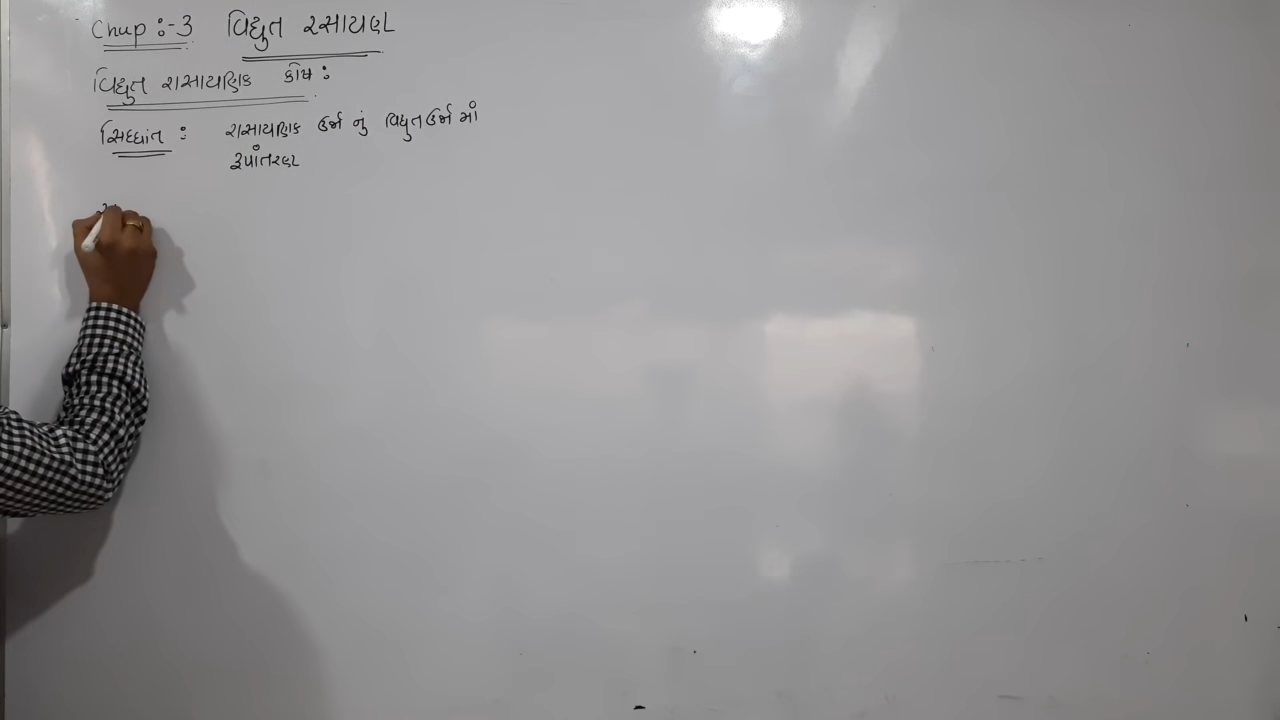 Chap :- 3 વિદ્યુત રસાયણ
વિદ્યુત રાસાયણિક કોષ :
સિધ્ધાંત : રાસાયણિક ઉર્જા નું વિદ્યુતઉર્જા માં
રૂપાંતરણ